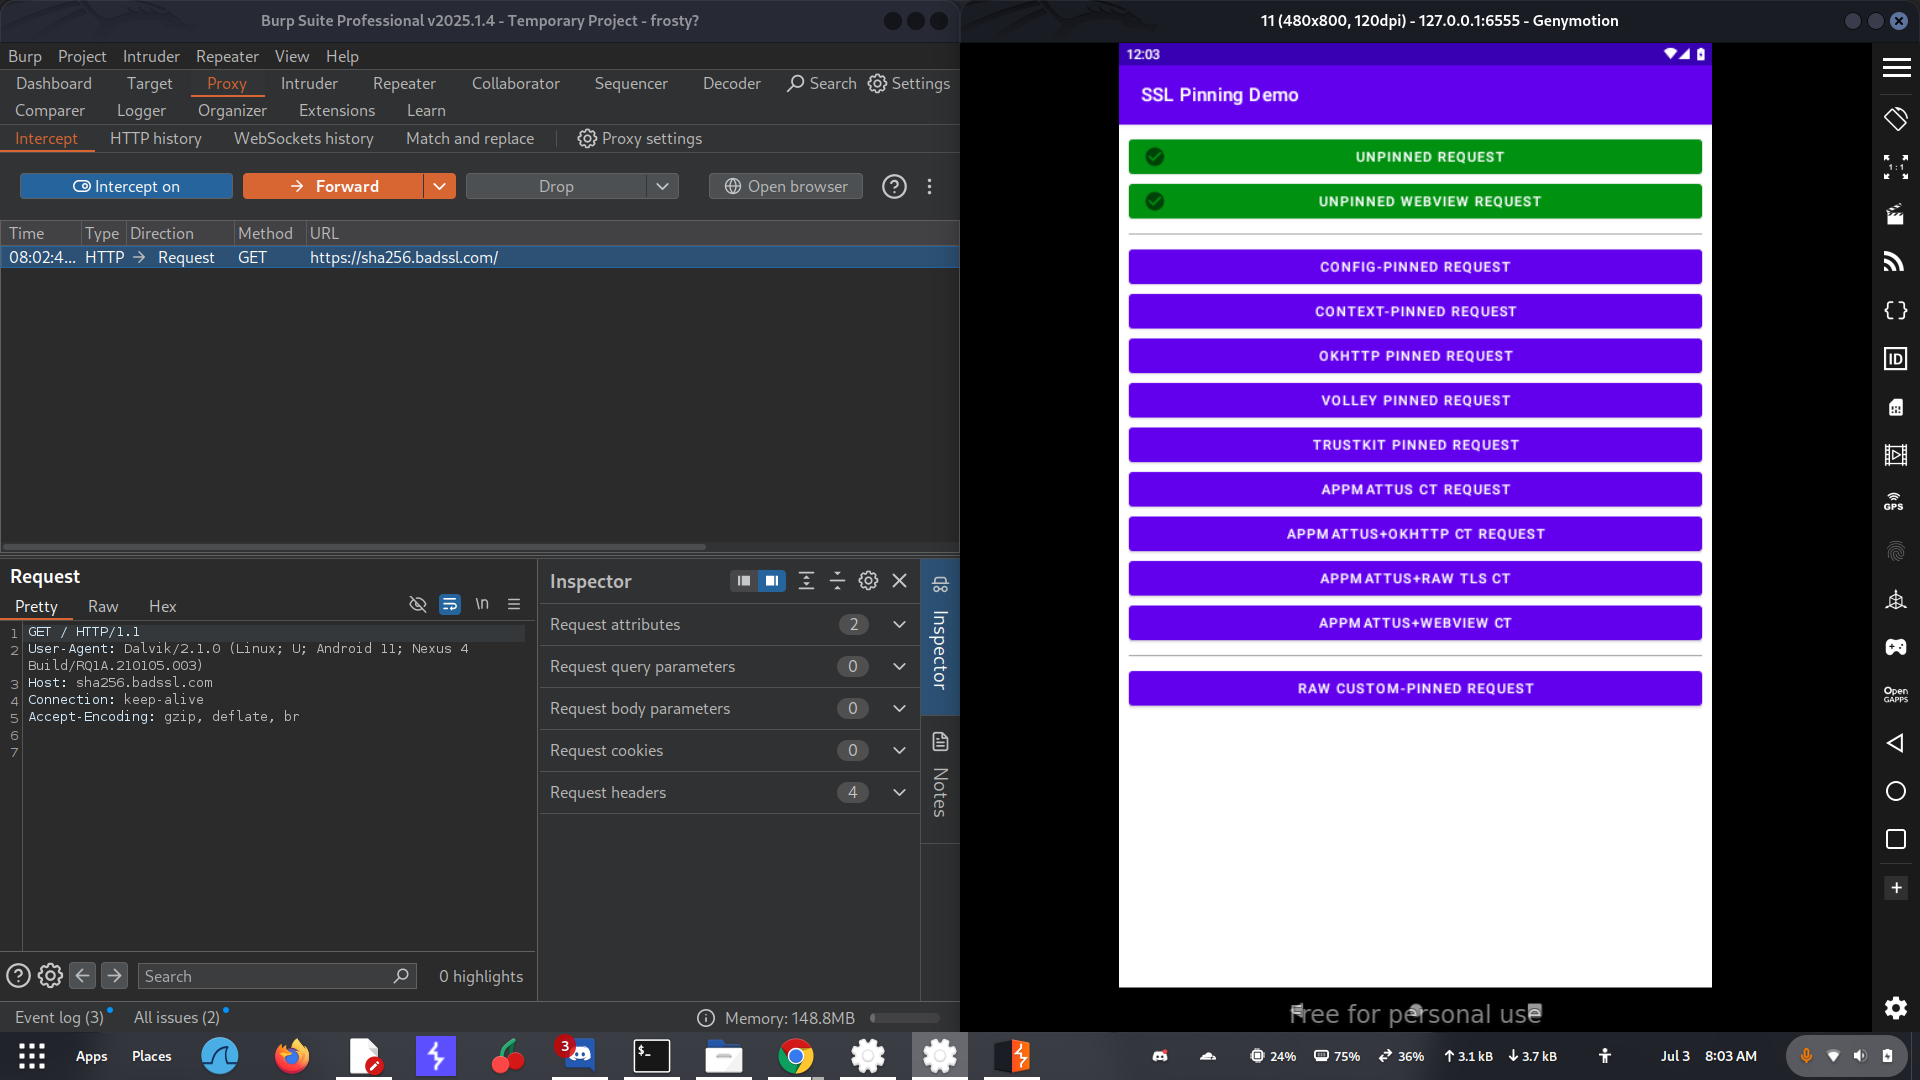 Burp Suite Professional v2025.1.4 - Temporary Project - frosty?
Burp Project Intruder Repeater View Help
Dashboard Target Proxy Intruder Repeater Collaborator Sequencer Decoder Search Settings
Comparer Logger Organizer Extensions Learn
Intercept HTTP history WebSockets history Match and replace Proxy settings
Intercept on Forward Drop Open browser
Time Type Direction Method URL
08:02:4... HTTP → Request GET https://sha256.badssl.com/
Request
Pretty Raw Hex \n
1 GET / HTTP/1.1
2 User-Agent: Dalvik/2.1.0 (Linux; U; Android 11; Nexus 4
Build/RQ1A.210105.003)
3 Host: sha256.badssl.com
4 Connection: keep-alive
5 Accept-Encoding: gzip, deflate, br
6
7
Search 0 highlights
Inspector
Request attributes 2
Request query parameters 0
Request body parameters 0
Request cookies 0
Request headers 4
Inspector
Notes
Event log (3) All issues (2) Memory: 148.8MB
11 (480x800, 120dpi) - 127.0.0.1:6555 - Genymotion
12:03
SSL Pinning Demo
UNPINNED REQUEST
UNPINNED WEBVIEW REQUEST
CONFIG-PINNED REQUEST
CONTEXT-PINNED REQUEST
OKHTTP PINNED REQUEST
VOLLEY PINNED REQUEST
TRUSTKIT PINNED REQUEST
APPMATTUS CT REQUEST
APPMATTUS+OKHTTP CT REQUEST
APPMATTUS+RAW TLS CT
APPMATTUS+WEBVIEW CT
RAW CUSTOM-PINNED REQUEST
free for personal use
1:1
ID
GPS
Open
GAPPS
Apps Places 3 24% 75% 36% ↑ 3.1 kB ↓ 3.7 kB Jul 3 8:03 AM